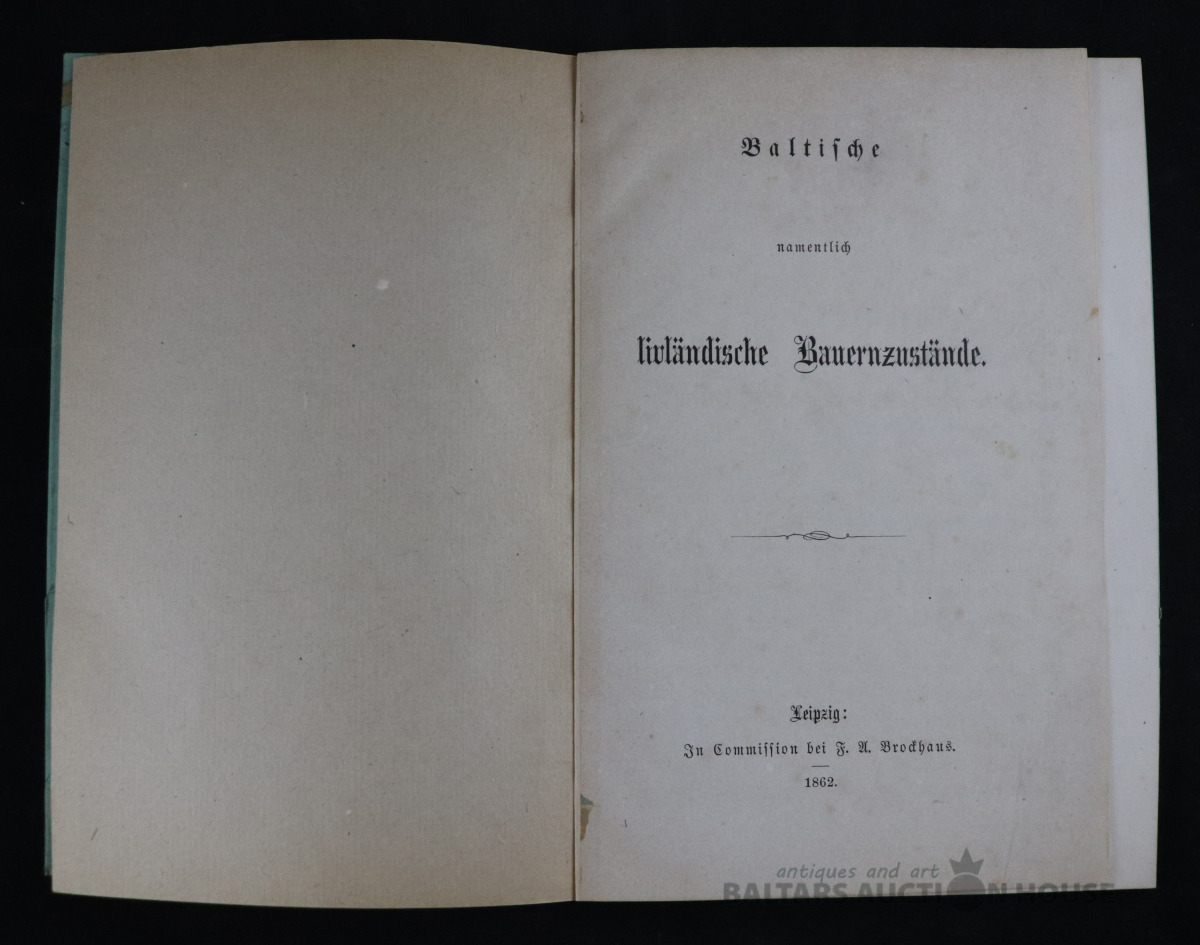 Baltische
namentlich
livländische Bauernzustände.
Leipzig:
In Commission bei F. A. Brockhaus.
1862.
antiques and art
BALTARS AUCTION HOUSE